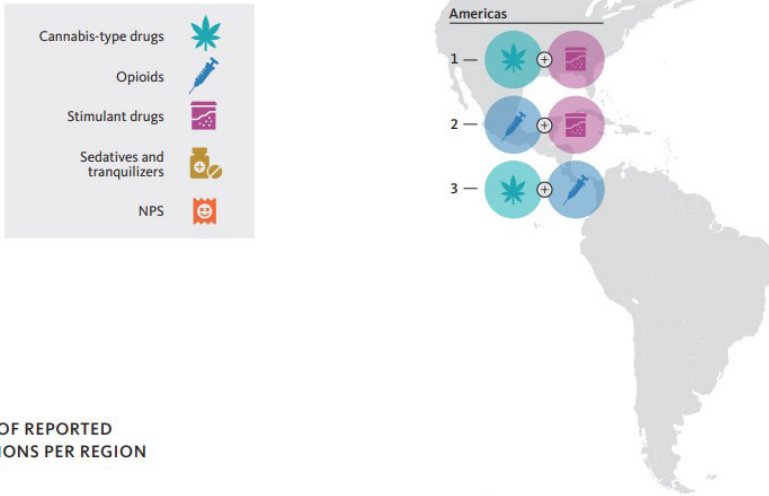 Cannabis-type drugs
Opioids
Stimulant drugs
Sedatives and
tranquilizers
NPS
Americas
1
2
3
OF REPORTED
IONS PER REGION